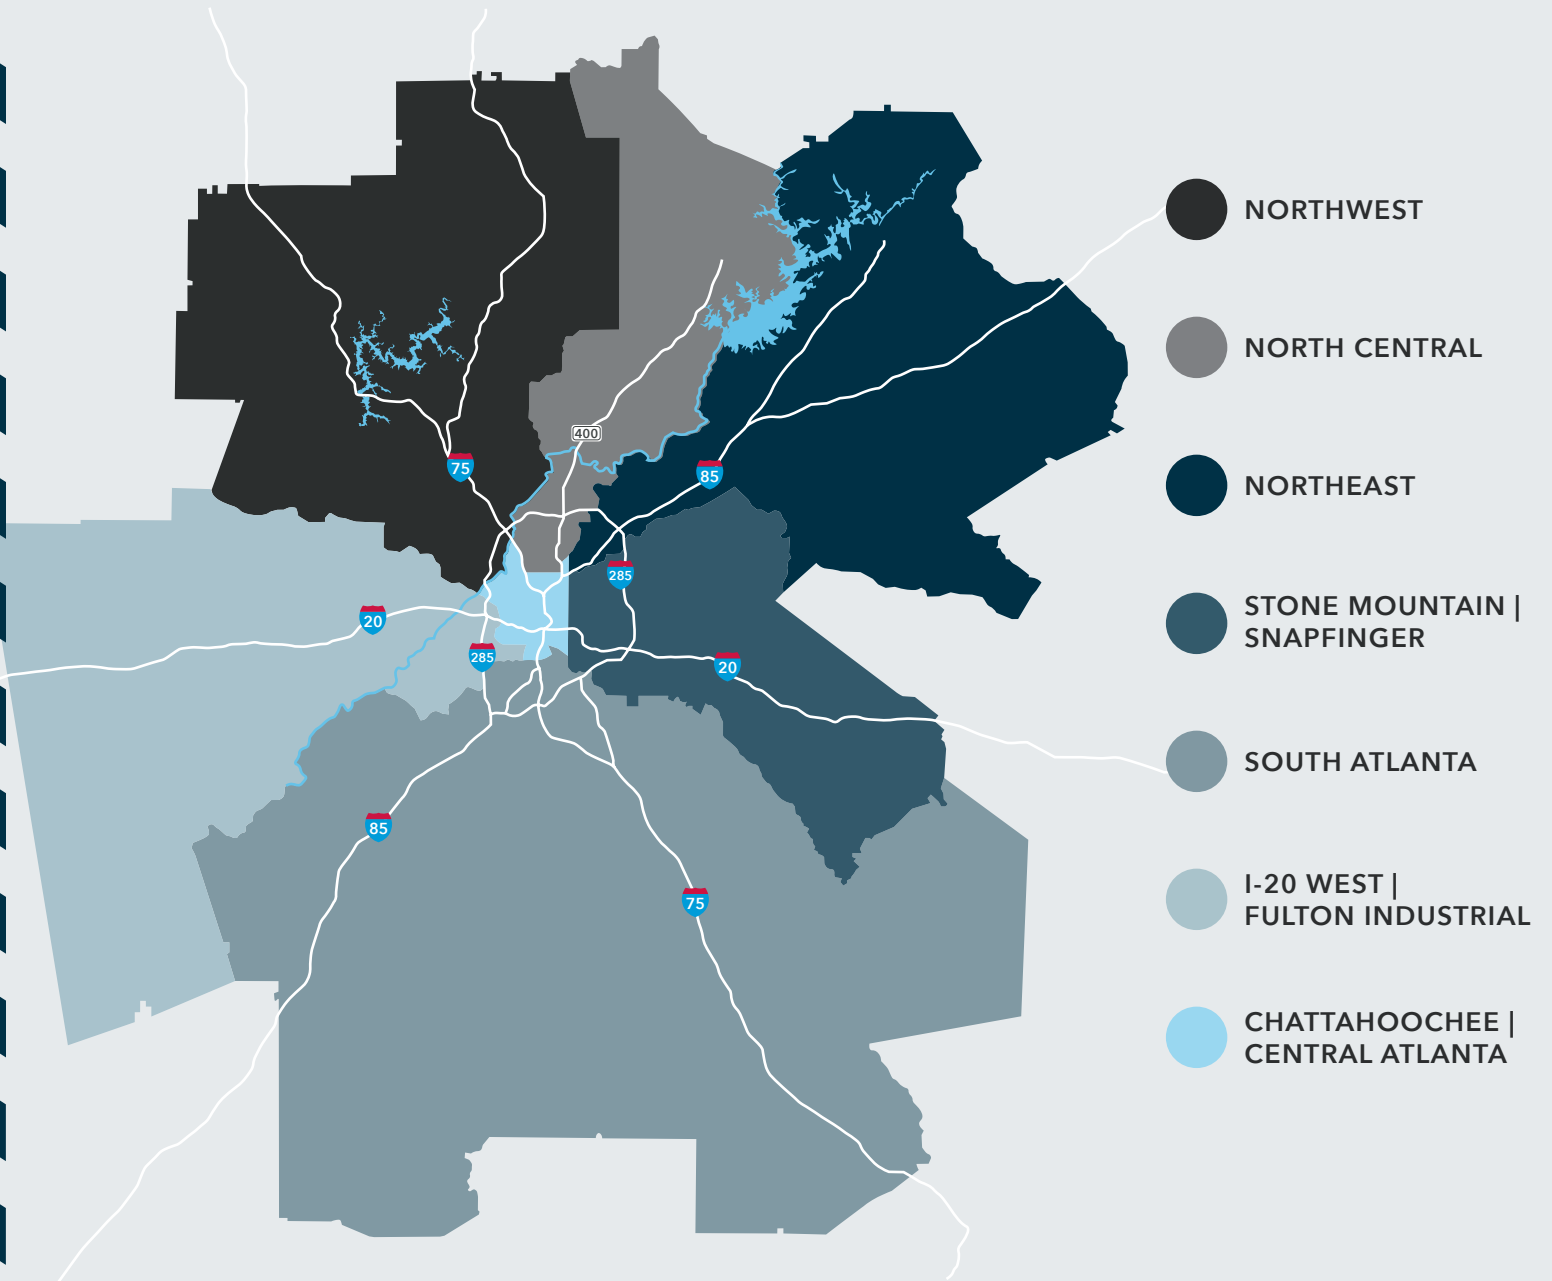 400
75
85
285
20
285
20
85
75
NORTHWEST
NORTH CENTRAL
NORTHEAST
STONE MOUNTAIN |
SNAPFINGER
SOUTH ATLANTA
I-20 WEST |
FULTON INDUSTRIAL
CHATTAHOOCHEE |
CENTRAL ATLANTA